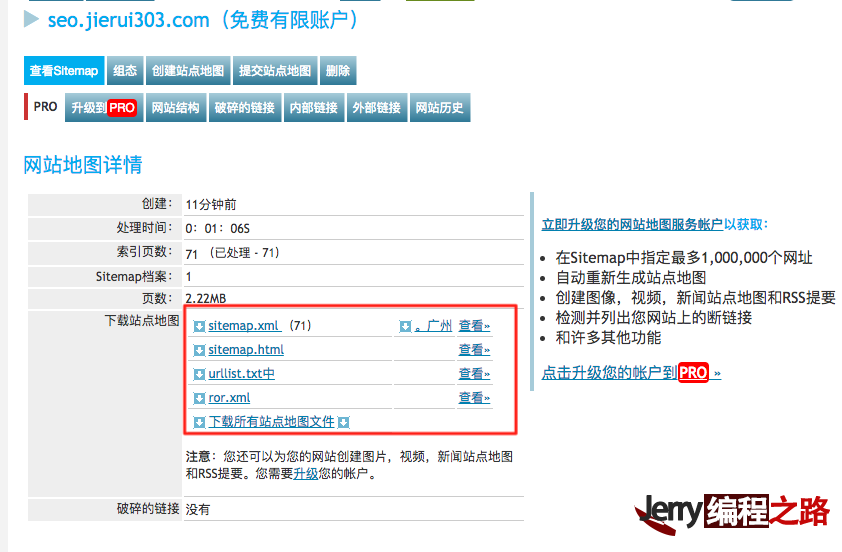 seo.jierui303.com（免费有限账户）
查看Sitemap 组态 创建站点地图 提交站点地图 删除
PRO 升级到PRO 网站结构 破碎的链接 内部链接 外部链接 网站历史
网站地图详情
创建： 11分钟前
处理时间： 0：01：06S
索引页数： 71 （已处理 - 71）
Sitemap档案： 1
页数： 2.22MB
下载站点地图 sitemap.xml （71） 。广州 查看»
sitemap.html 查看»
urllist.txt中 查看»
ror.xml 查看»
下载所有站点地图文件
注意：您还可以为您的网站创建图片，视频，新闻站点地图
和RSS提要。您需要升级您的帐户。
破碎的链接 没有
立即升级您的网站地图服务帐户以获取：
在Sitemap中指定最多1,000,000个网址
自动重新生成站点地图
创建图像，视频，新闻站点地图和RSS提要
检测并列出您网站上的断链接
和许多其他功能
点击升级您的帐户到PRO »
Jerry编程之路